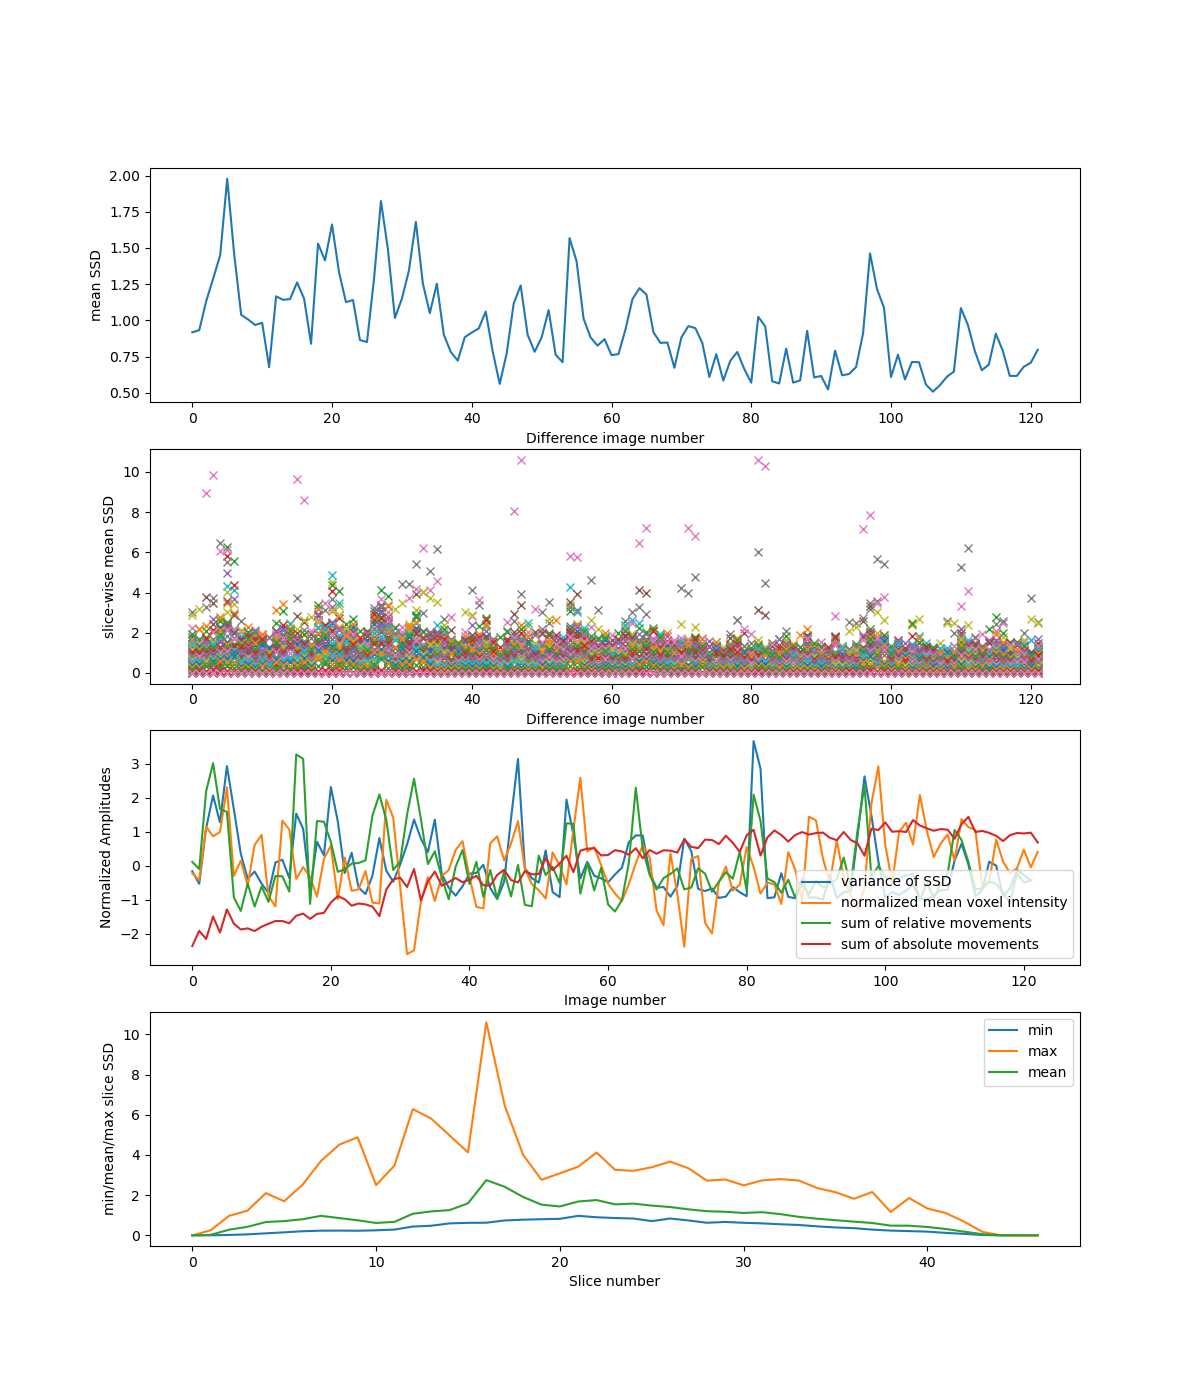 mean SSD
2.00
1.75
1.50
1.25
1.00
0.75
0.50
0 20 40 60 80 100 120
Difference image number
slice-wise mean SSD
10
8
6
4
2
0
0 20 40 60 80 100 120
Difference image number
Normalized Amplitudes
3
2
1
0
−1
−2
variance of SSD
normalized mean voxel intensity
sum of relative movements
sum of absolute movements
0 20 40 60 80 100 120
Image number
min/mean/max slice SSD
10
8
6
4
2
0
min
max
mean
0 10 20 30 40
Slice number